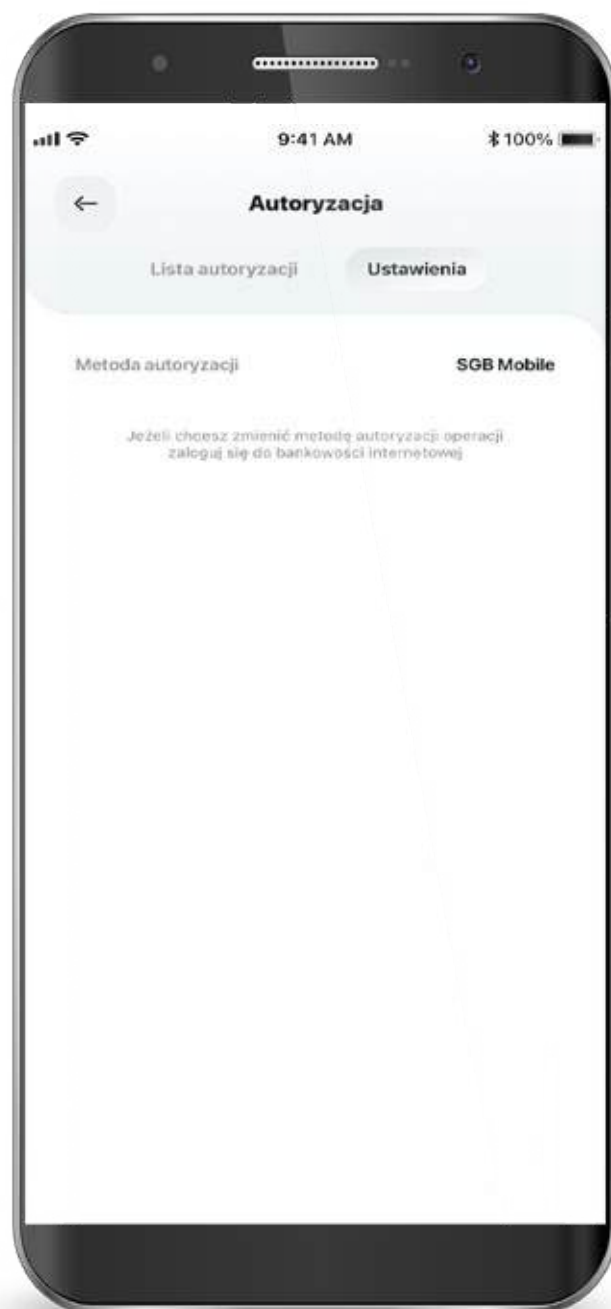 9:41 AM
100%
Autoryzacja
Lista autoryzacji
Ustawienia
Metoda autoryzacji
SGB Mobile
Jeżeli chcesz zmienić metodę autoryzacji operacji
zaloguj się do bankowości internetowej